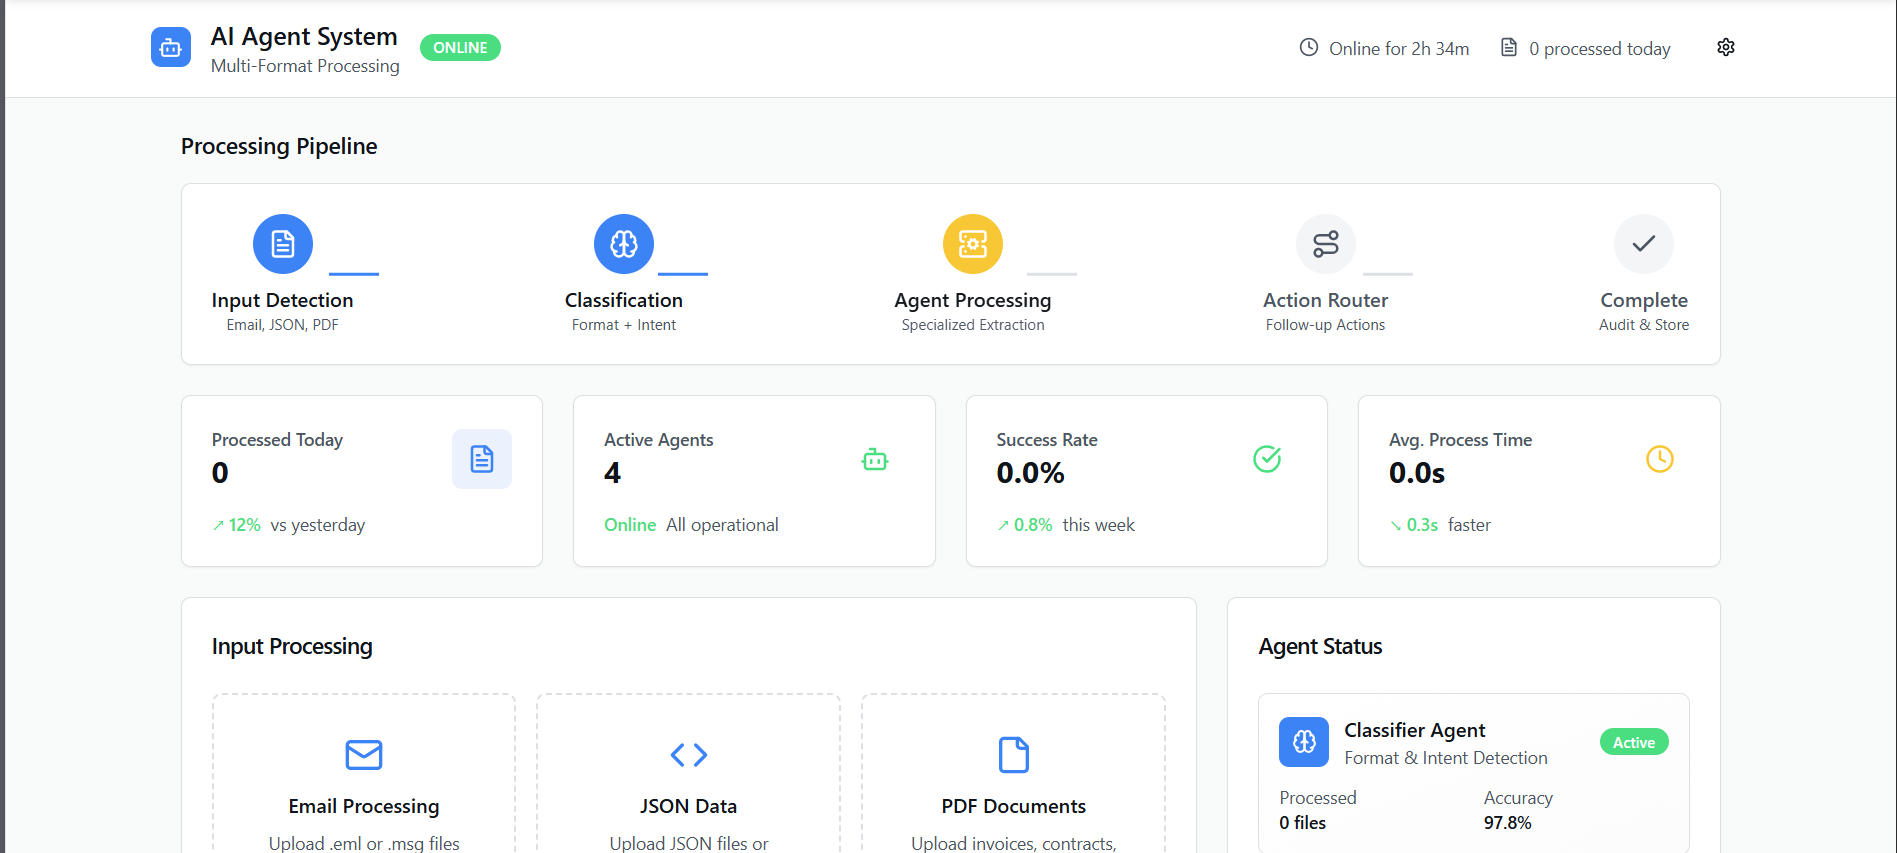 AI Agent System
Multi-Format Processing
ONLINE
Online for 2h 34m
0 processed today
Processing Pipeline
Input Detection
Email, JSON, PDF
Classification
Format + Intent
Agent Processing
Specialized Extraction
Action Router
Follow-up Actions
Complete
Audit & Store
Processed Today
0
↗ 12% vs yesterday
Active Agents
4
Online All operational
Success Rate
0.0%
↗ 0.8% this week
Avg. Process Time
0.0s
↘ 0.3s faster
Input Processing
Email Processing
Upload .eml or .msg files
JSON Data
Upload JSON files or
PDF Documents
Upload invoices, contracts,
Agent Status
Classifier Agent
Format & Intent Detection
Active
Processed
0 files
Accuracy
97.8%